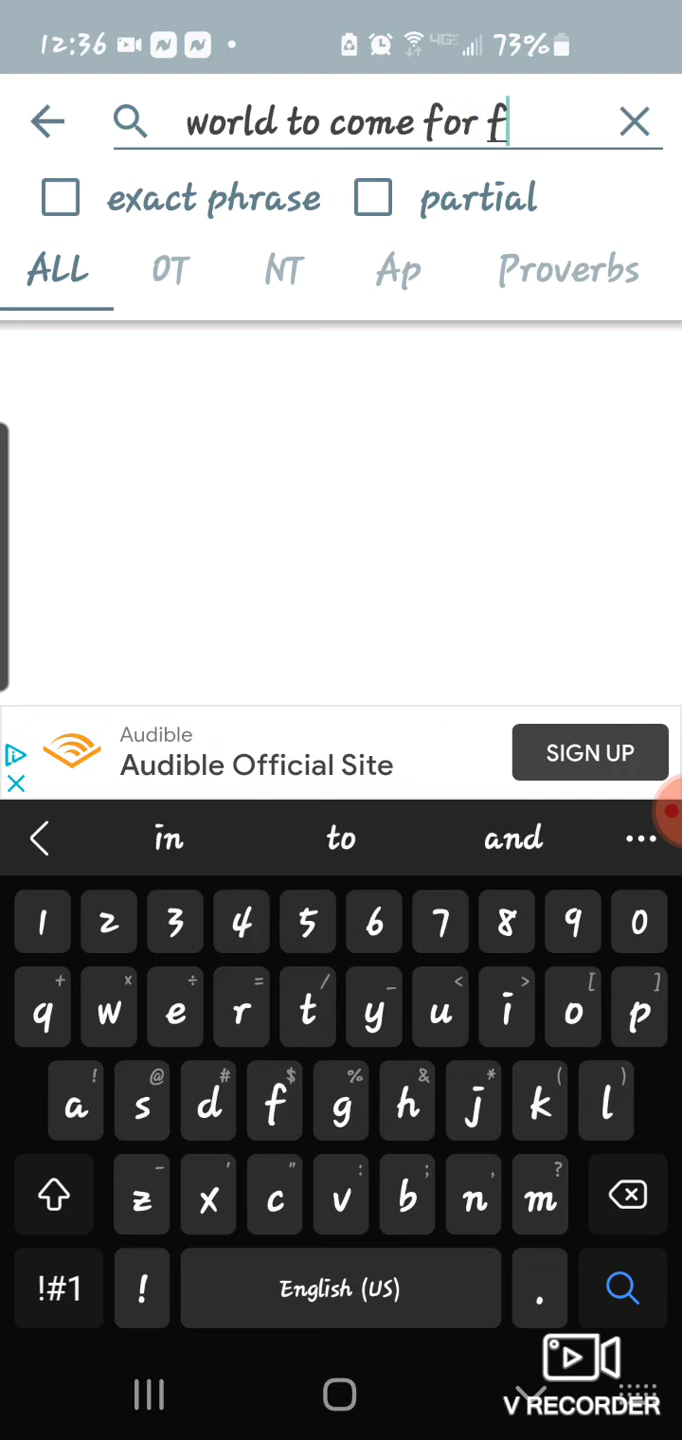 12:36 4GE 73%
world to come for f
exact phrase partial
ALL OT NT Ap Proverbs
Audible
Audible Official Site
SIGN UP
in to and ...
1 2 3 4 5 6 7 8 9 0
+ × ÷ = / _ < > [ ]
q w e r t y u i o p
! @ # $ % & * ( )
a s d f g h j k l
- ' " : ; , ?
z x c v b n m
!#1 ! English (US) .
V RECORDER